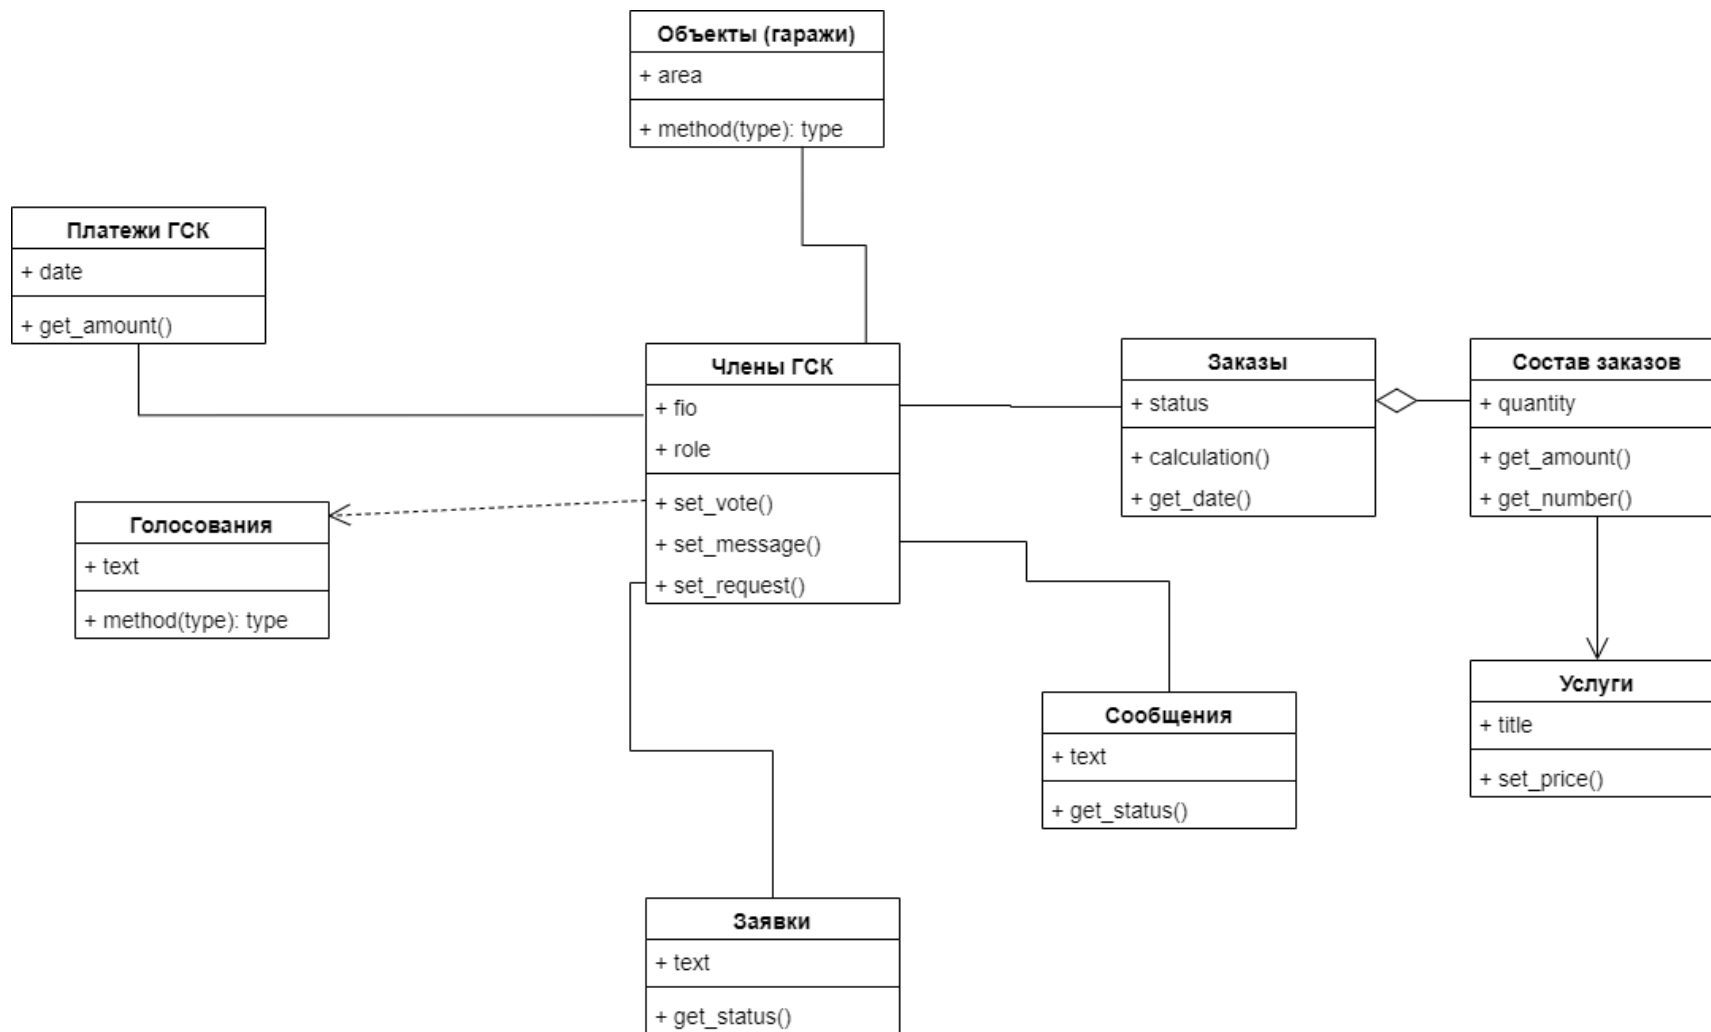 Объекты (гаражи)
+ area
+ method(type): type
Платежи ГСК
+ date
+ get_amount()
Члены ГСК
+ fio
+ role
+ set_vote()
+ set_message()
+ set_request()
Заказы
+ status
+ calculation()
+ get_date()
Состав заказов
+ quantity
+ get_amount()
+ get_number()
Голосования
+ text
+ method(type): type
Услуги
+ title
+ set_price()
Сообщения
+ text
+ get_status()
Заявки
+ text
+ get_status()